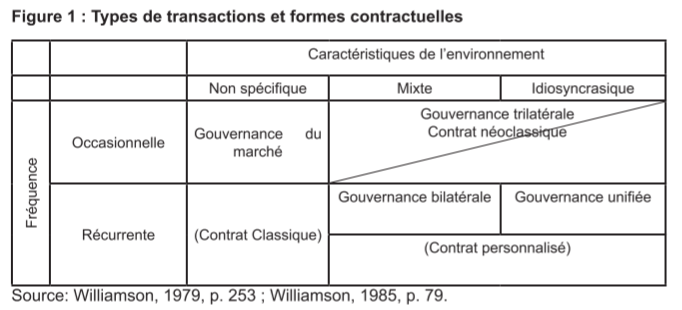 Figure 1 : Types de transactions et formes contractuelles
Caractéristiques de l'environnement
Non spécifique
Mixte
Idiosyncrasique
Fréquence
Occasionnelle
Gouvernance du
marché
Gouvernance trilatérale
Contrat néoclassique
Récurrente
(Contrat Classique)
Gouvernance bilatérale
Gouvernance unifiée
(Contrat personnalisé)
Source: Williamson, 1979, p. 253 ; Williamson, 1985, p. 79.